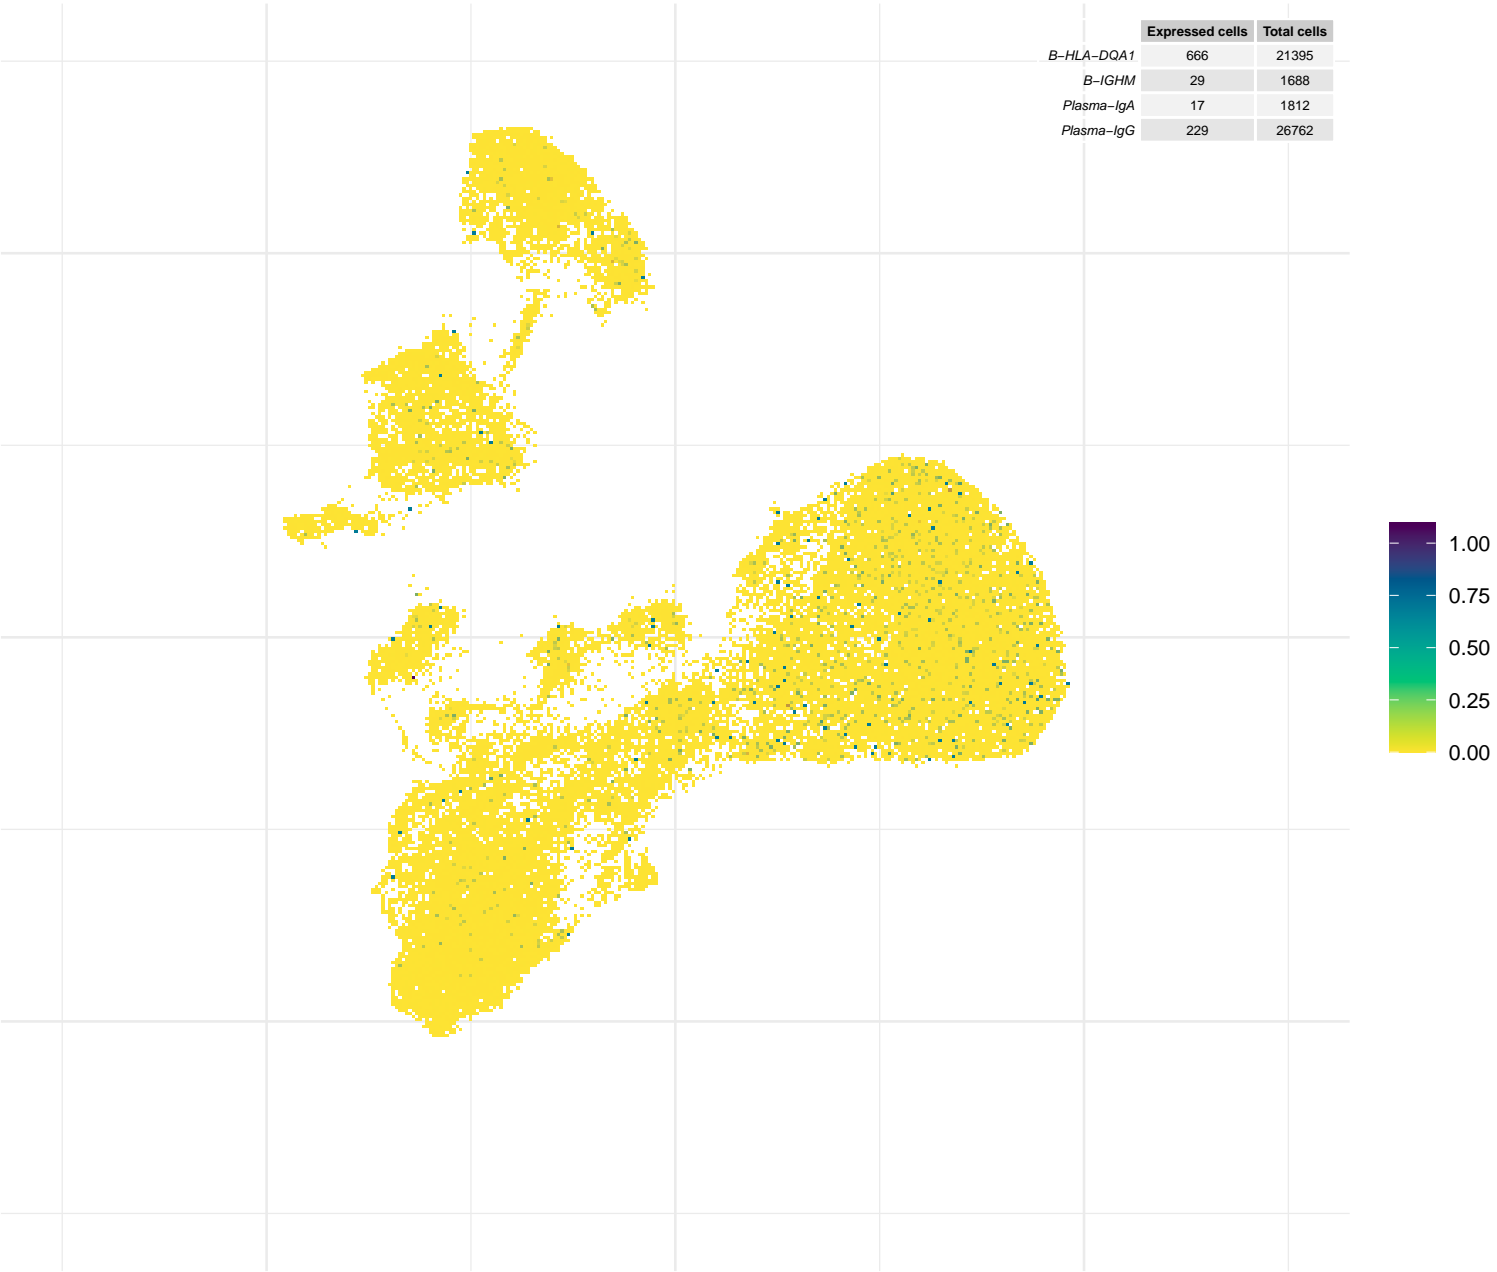 Expressed cells Total cells
B−HLA−DQA1 666 21395
B−IGHM 29 1688
Plasma−IgA 17 1812
Plasma−IgG 229 26762
1.00
0.75
0.50
0.25
0.00